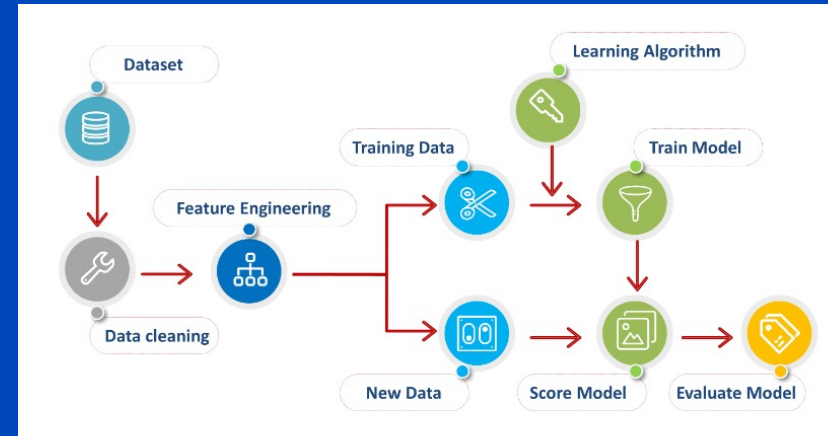 Learning Algorithm
Dataset
Training Data
Train Model
Feature Engineering
Data cleaning
New Data
Score Model
Evaluate Model